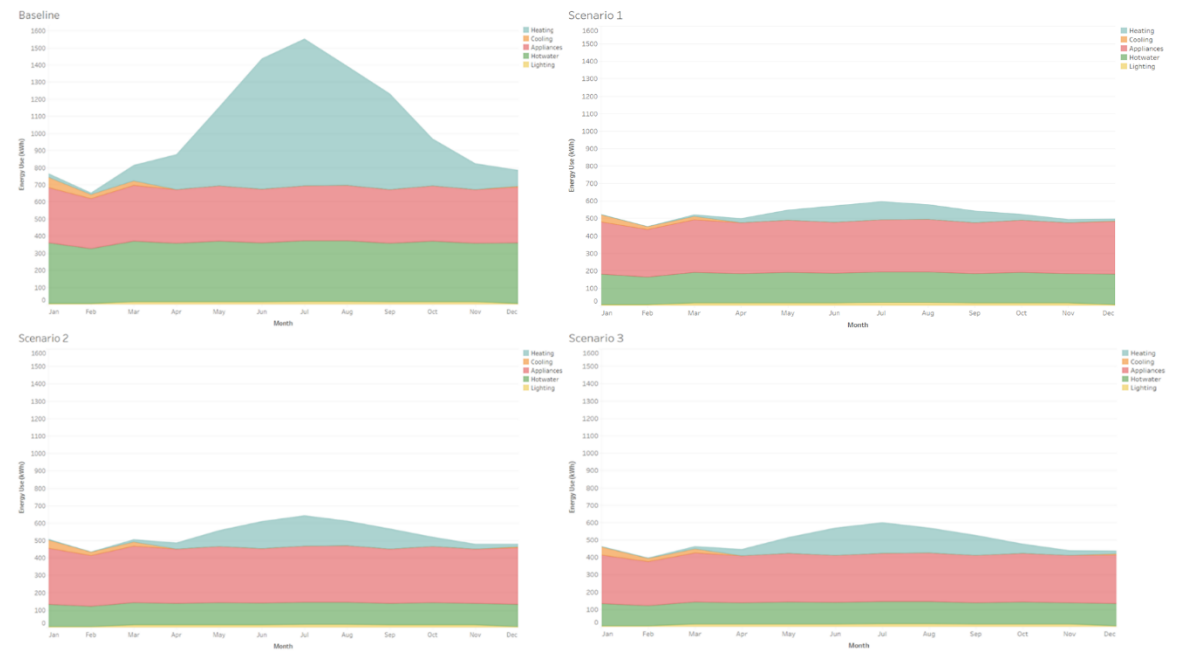 Baseline
1600
1500
1400
1300
1200
1100
1000
900
800
700
600
500
400
300
200
100
0
Energy Use (kWh)
Jan Feb Mar Apr May Jun Jul Aug Sep Oct Nov Dec
Month
Heating
Cooling
Appliances
Hotwater
Lighting
Scenario 1
1600
1500
1400
1300
1200
1100
1000
900
800
700
600
500
400
300
200
100
0
Energy Use (kWh)
Jan Feb Mar Apr May Jun Jul Aug Sep Oct Nov Dec
Month
Heating
Cooling
Appliances
Hotwater
Lighting
Scenario 2
1600
1500
1400
1300
1200
1100
1000
900
800
700
600
500
400
300
200
100
0
Energy Use (kWh)
Jan Feb Mar Apr May Jun Jul Aug Sep Oct Nov Dec
Month
Heating
Cooling
Appliances
Hotwater
Lighting
Scenario 3
1600
1500
1400
1300
1200
1100
1000
900
800
700
600
500
400
300
200
100
0
Energy Use (kWh)
Jan Feb Mar Apr May Jun Jul Aug Sep Oct Nov Dec
Month
Heating
Cooling
Appliances
Hotwater
Lighting